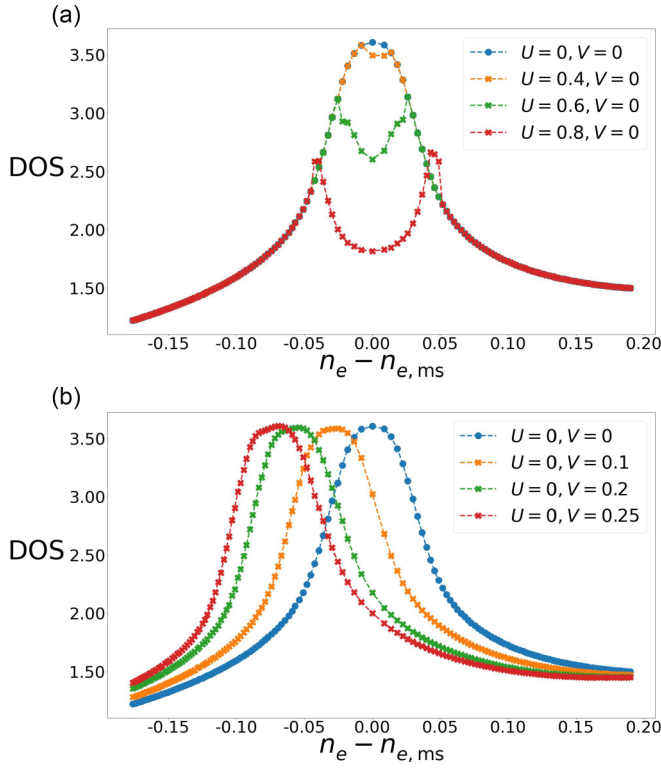 (a)
3.50
3.00
2.50
2.00
1.50
DOS
U = 0, V = 0
U = 0.4, V = 0
U = 0.6, V = 0
U = 0.8, V = 0
-0.15 -0.10 -0.05 0.00 0.05 0.10 0.15 0.20
n_e − n_{e, ms}
(b)
3.50
3.00
2.50
2.00
1.50
DOS
U = 0, V = 0
U = 0, V = 0.1
U = 0, V = 0.2
U = 0, V = 0.25
-0.15 -0.10 -0.05 0.00 0.05 0.10 0.15 0.20
n_e − n_{e, ms}